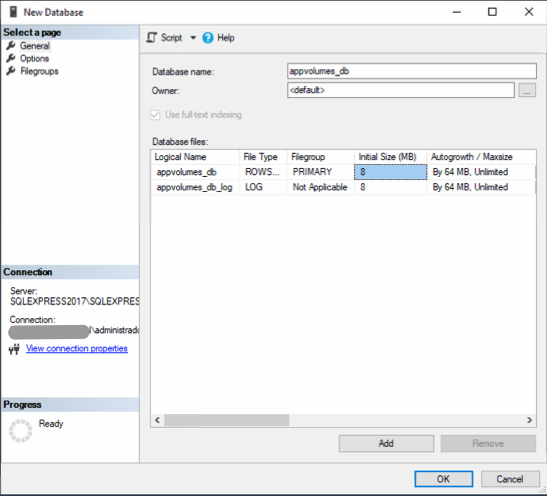 New Database
Select a page
General
Options
Filegroups
Script Help
Database name: appvolumes_db
Owner: <default> ...
Use full-text indexing
Database files:
Logical Name File Type Filegroup Initial Size (MB) Autogrowth / Maxsize
appvolumes_db ROWS... PRIMARY 8 By 64 MB, Unlimited
appvolumes_db_log LOG Not Applicable 8 By 64 MB, Unlimited
Connection
Server:
SQLEXPRESS2017\SQLEXPRES
Connection:
\administrado
View connection properties
Progress
Ready
Add Remove
OK Cancel